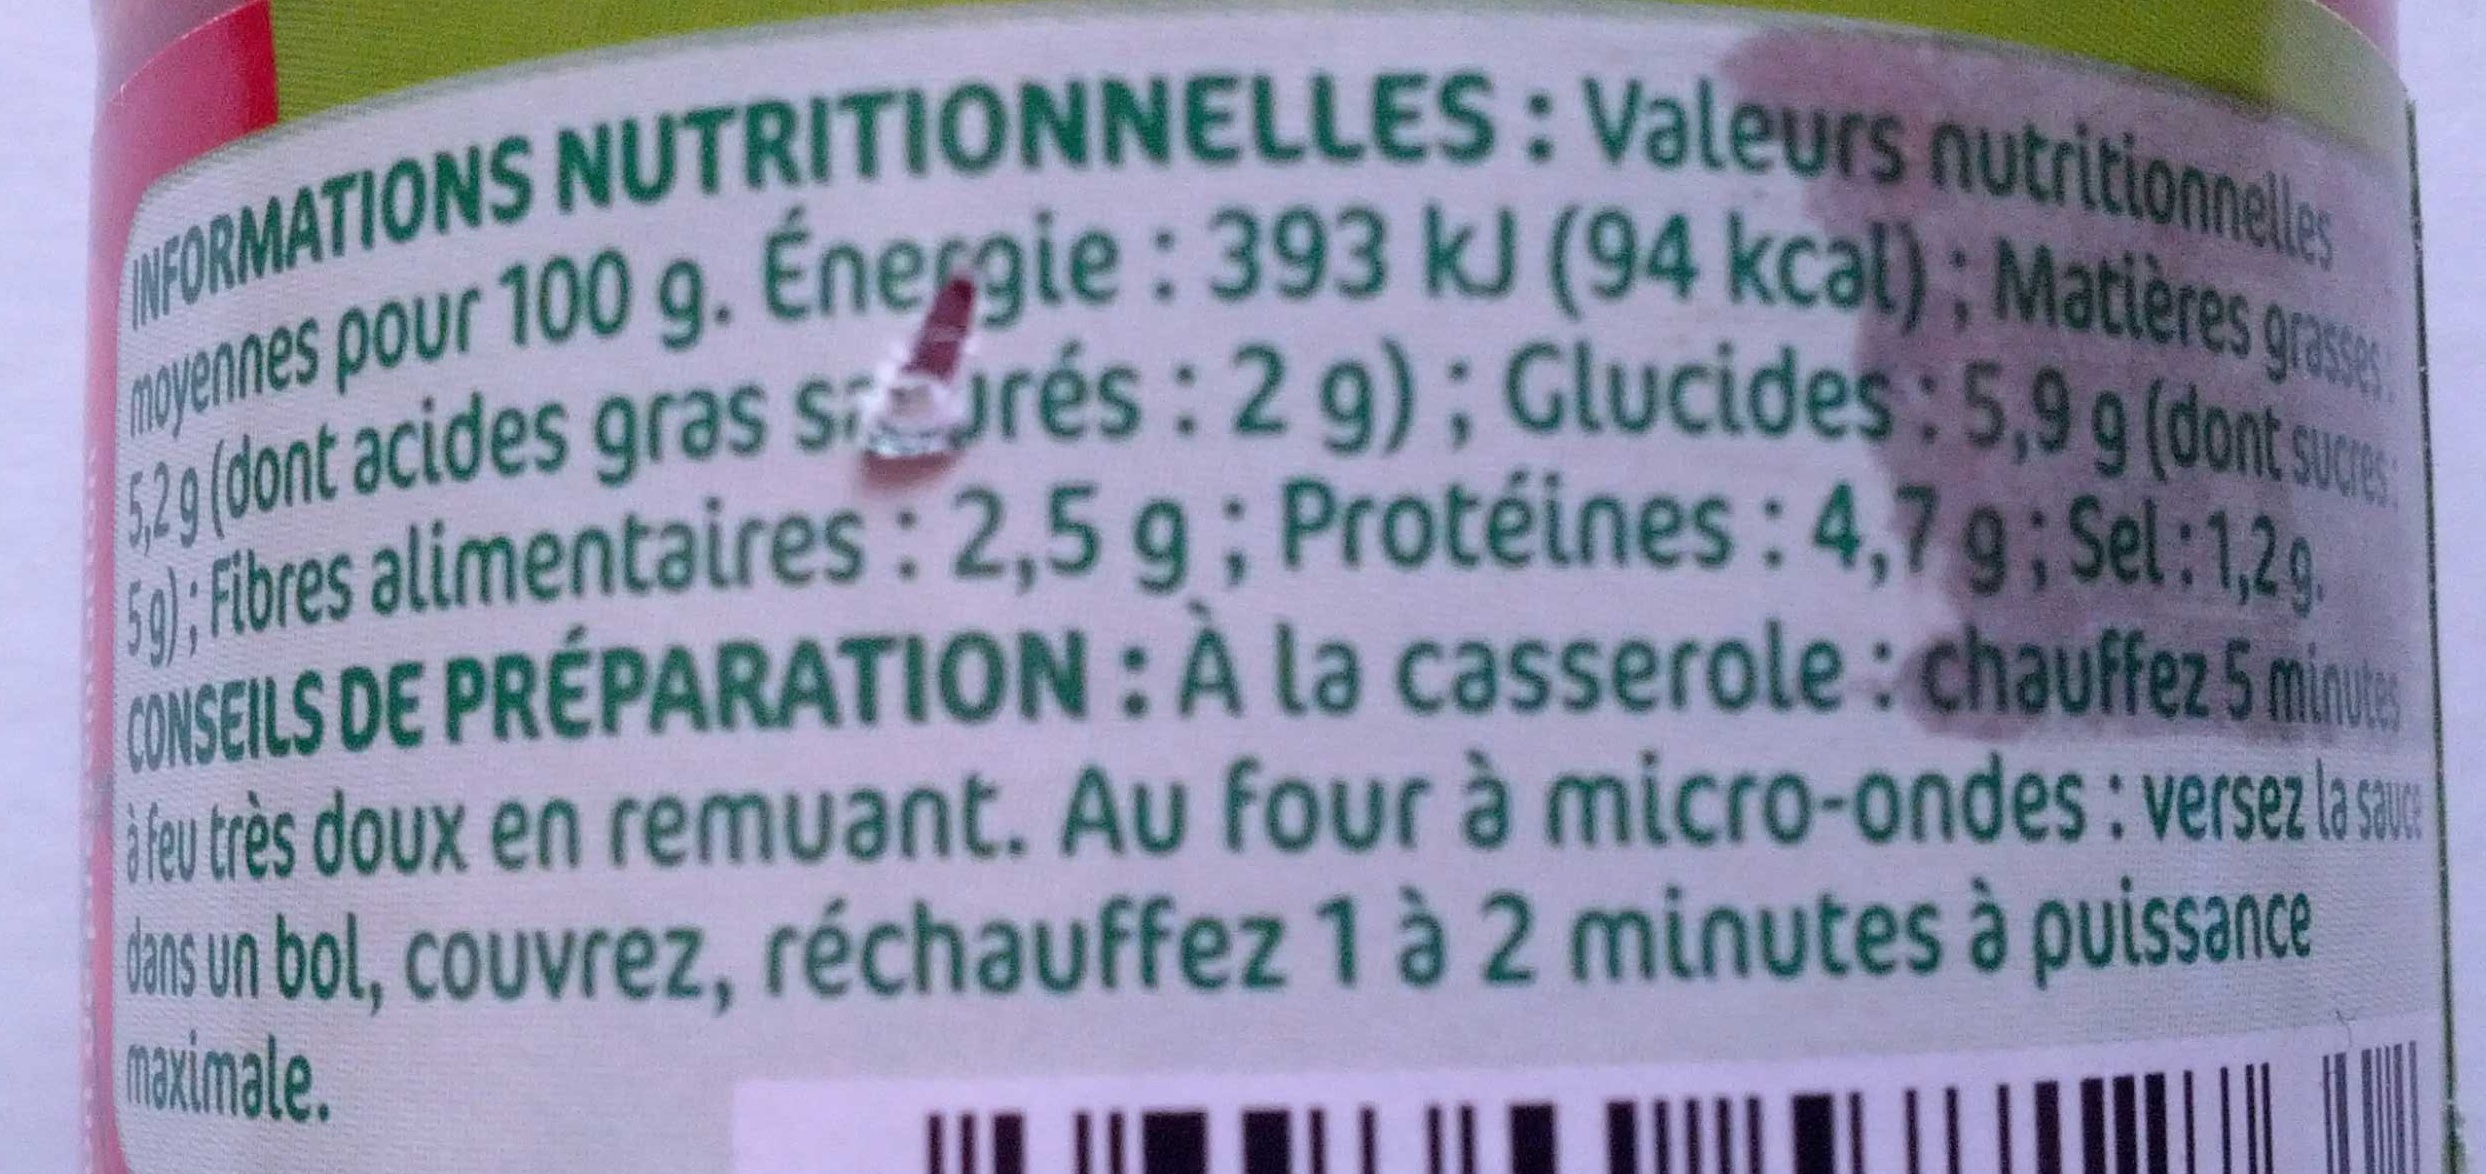 INFORMATIONS NUTRITIONNELLES : Valeurs nutritionnelles
moyennes pour 100 g. Énergie : 393 kJ (94 kcal) ; Matières grasses :
5,2 g (dont acides gras saturés : 2 g) ; Glucides : 5,9 g (dont sucres :
5 g) ; Fibres alimentaires : 2,5 g ; Protéines : 4,7 g ; Sel : 1,2 g.
CONSEILS DE PRÉPARATION : À la casserole : chauffez 5 minutes
à feu très doux en remuant. Au four à micro-ondes : versez la sauce
dans un bol, couvrez, réchauffez 1 à 2 minutes à puissance
maximale.